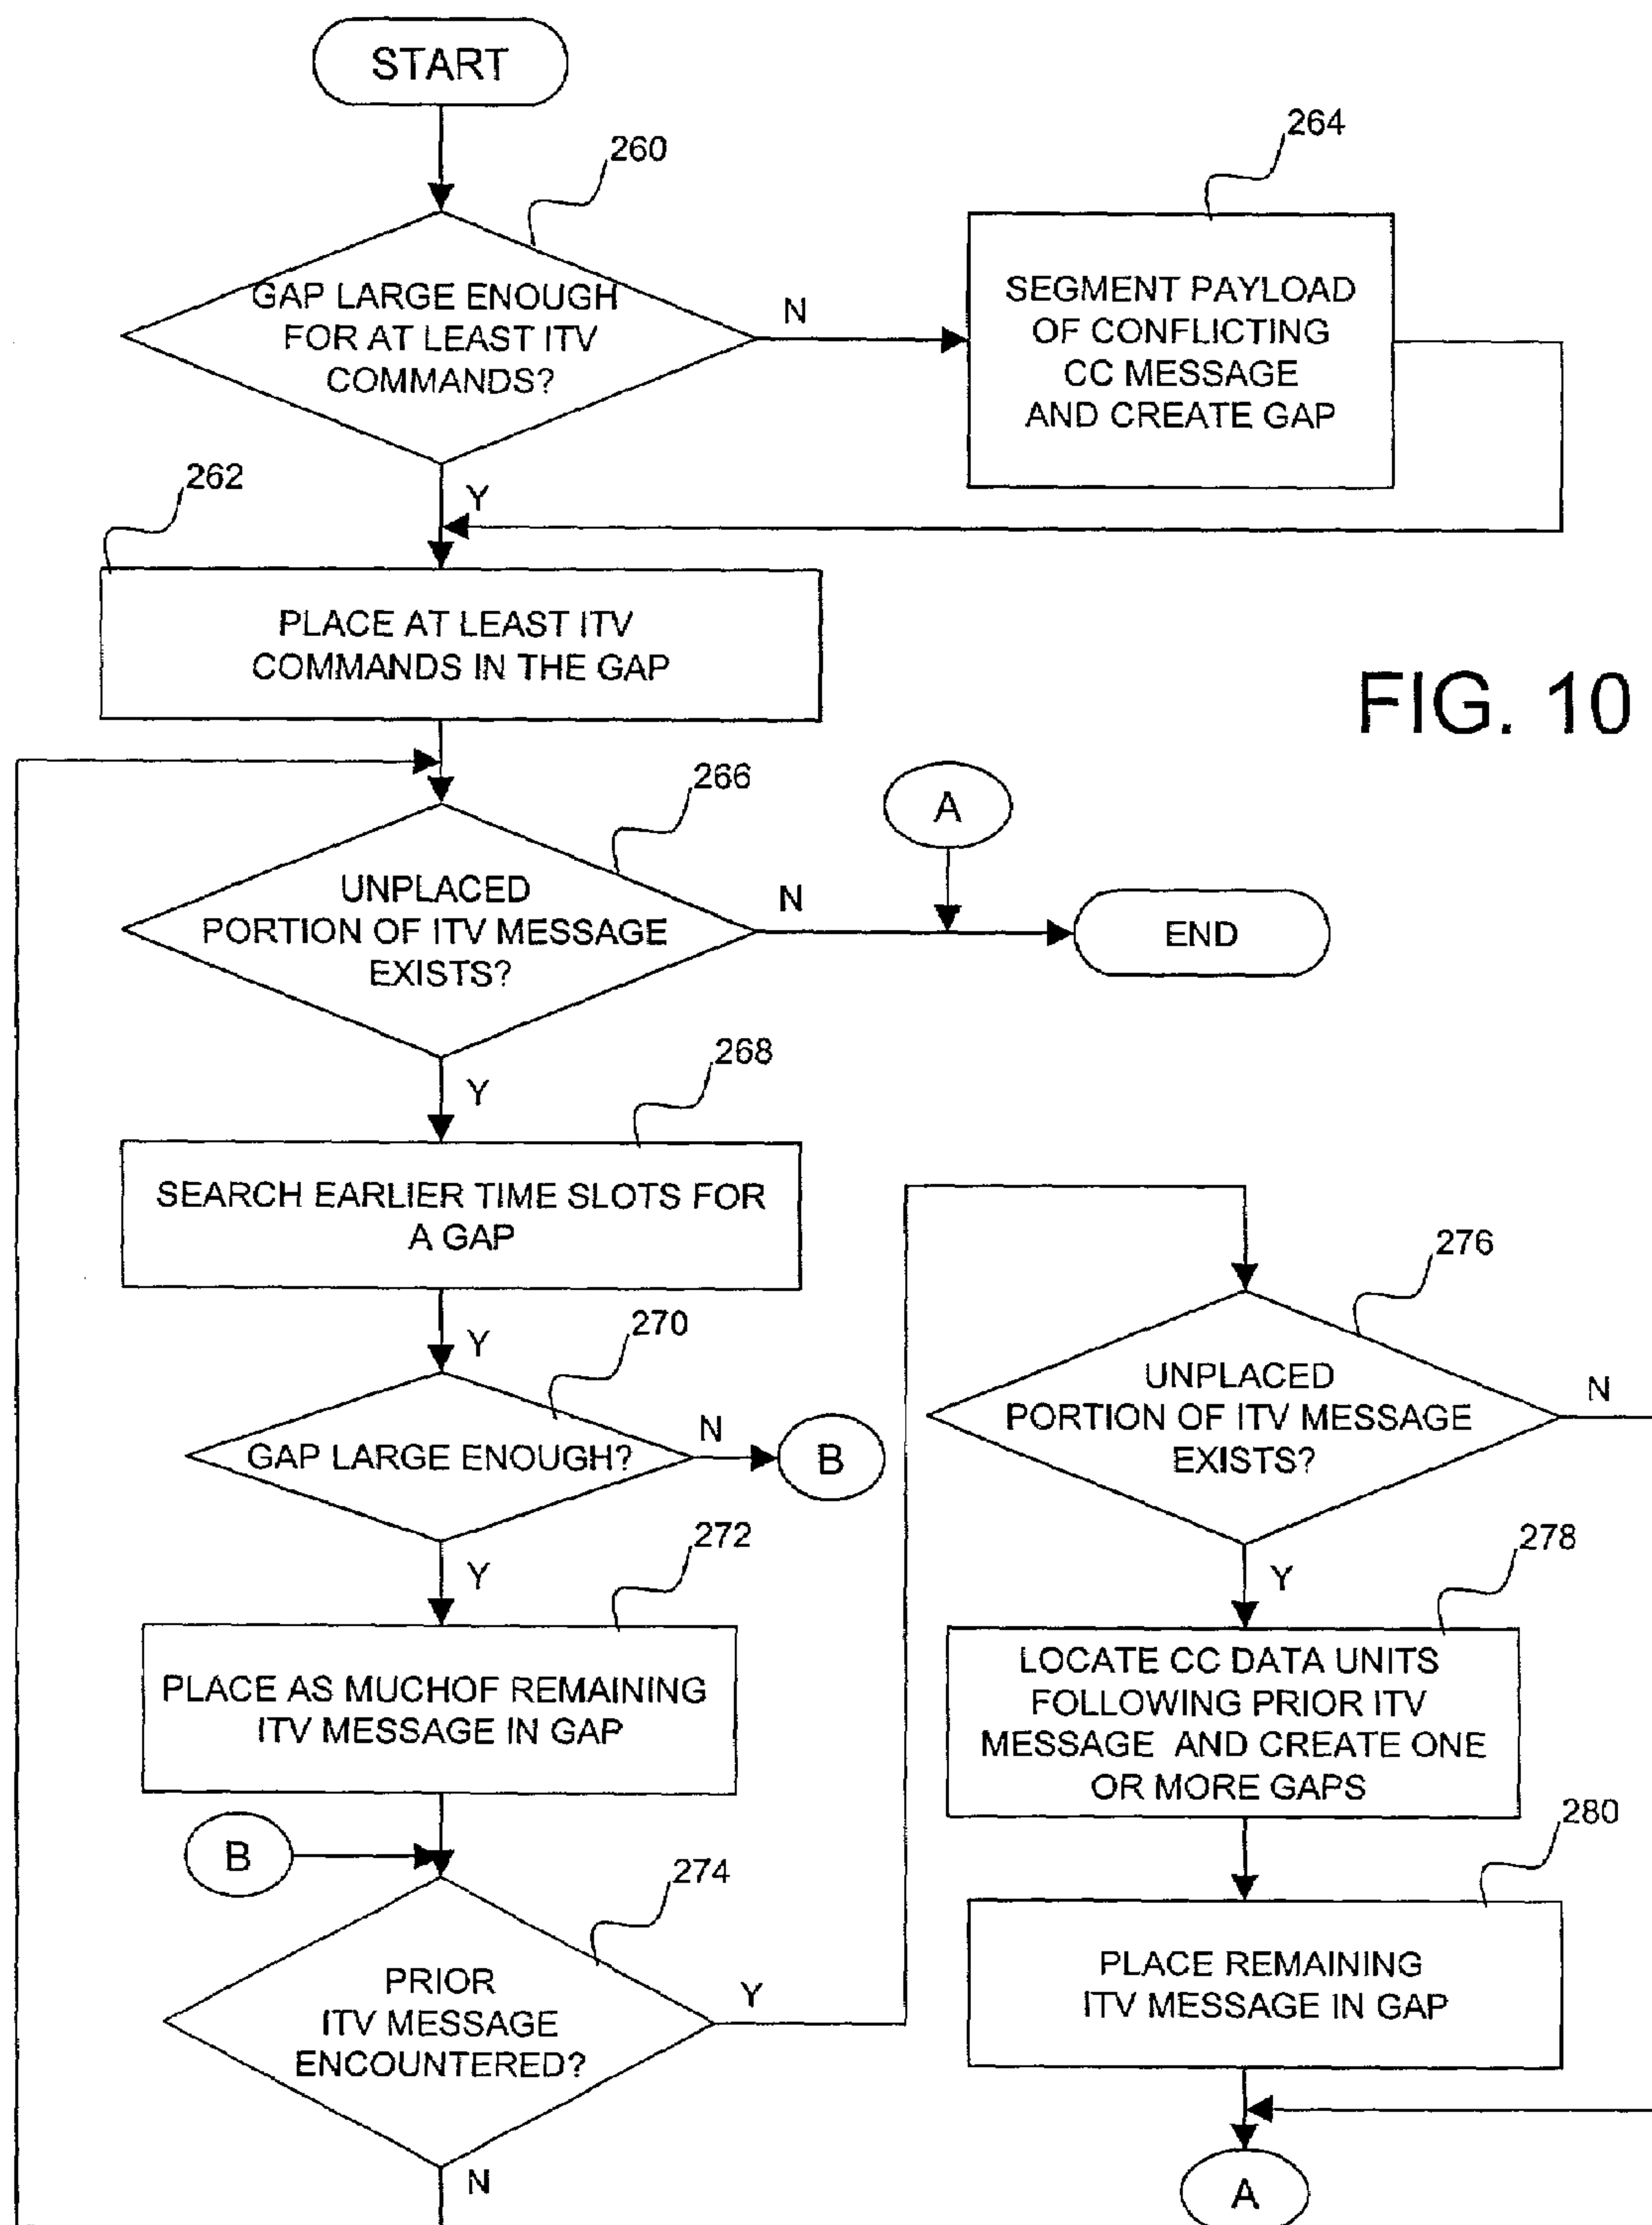 START
260
264
GAP LARGE ENOUGH
FOR AT LEAST ITV
COMMANDS?
N
SEGMENT PAYLOAD
OF CONFLICTING
CC MESSAGE
AND CREATE GAP
262
Y
PLACE AT LEAST ITV
COMMANDS IN THE GAP
FIG. 10
266
A
UNPLACED
PORTION OF ITV MESSAGE
EXISTS?
N
END
268
Y
SEARCH EARLIER TIME SLOTS FOR
A GAP
270
Y
GAP LARGE ENOUGH?
N
B
272
Y
PLACE AS MUCHOF REMAINING
ITV MESSAGE IN GAP
B
274
PRIOR
ITV MESSAGE
ENCOUNTERED?
Y
N
276
UNPLACED
PORTION OF ITV MESSAGE
EXISTS?
N
278
Y
LOCATE CC DATA UNITS
FOLLOWING PRIOR ITV
MESSAGE AND CREATE ONE
OR MORE GAPS
280
PLACE REMAINING
ITV MESSAGE IN GAP
A